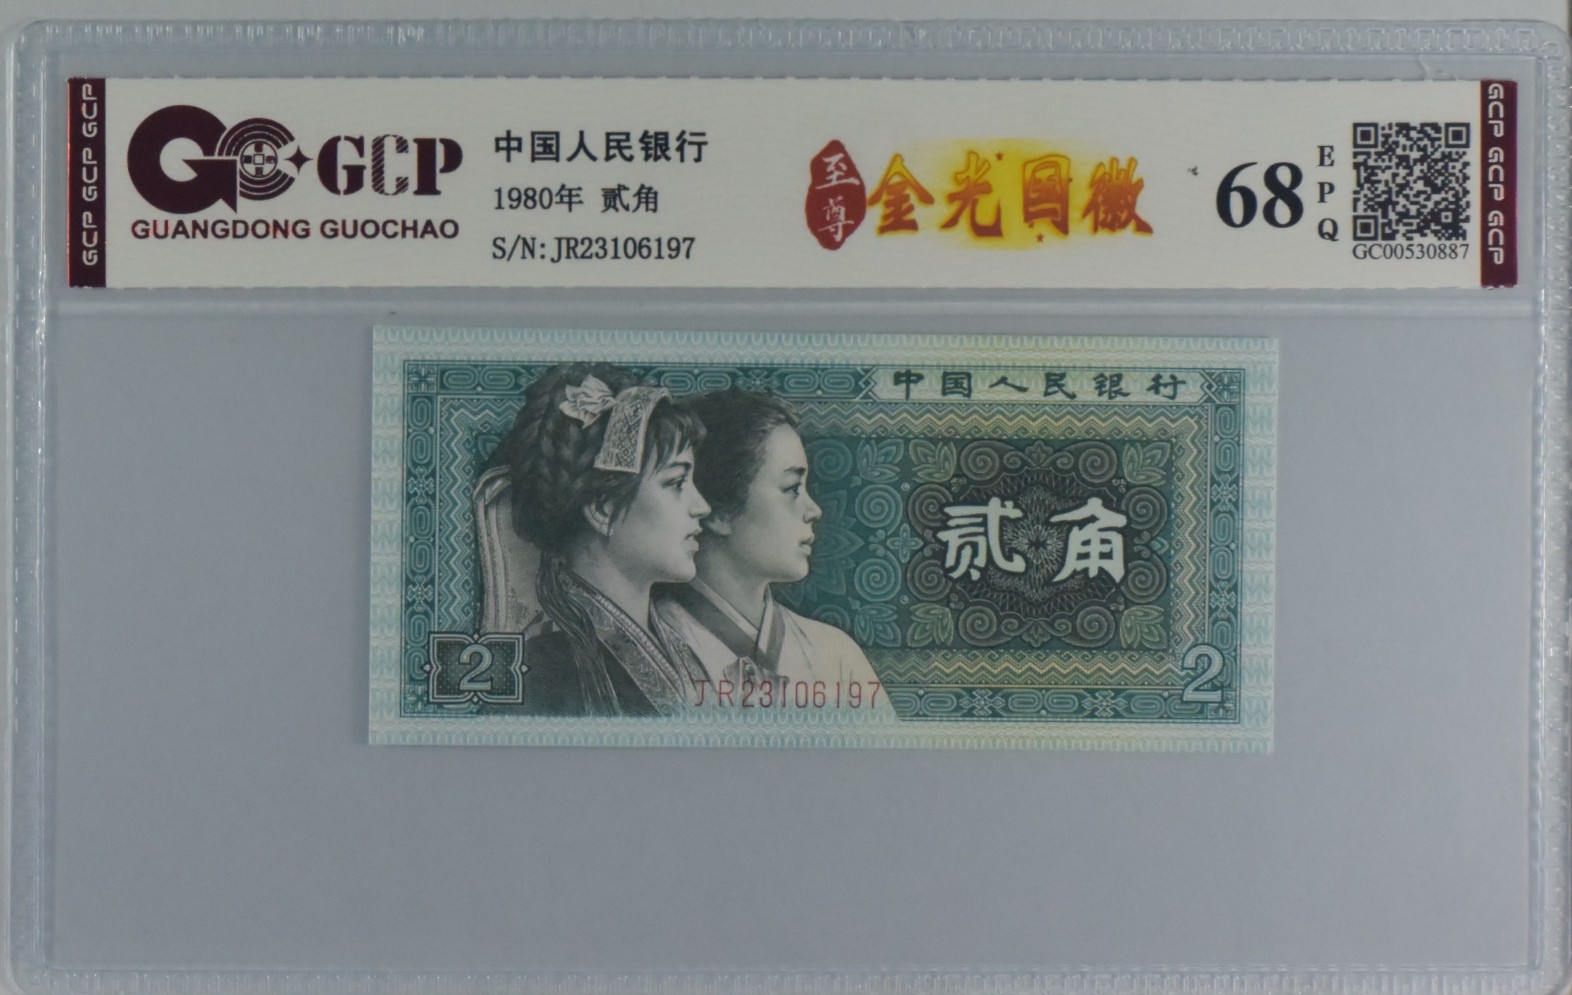 GCP GCP GCP
GCP
GUANGDONG GUOCHAO
中国人民银行
1980年 贰角
S/N:JR23106197
至尊
金光国徽
68
EPQ
GC00530887
GCP GCP GCP
中国人民银行
贰角
2
JR23106197
2